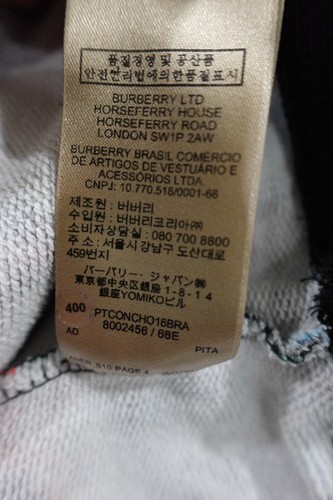 품질경영 및 공산품
안전관리법에의한품질표시
BURBERRY LTD
HORSEFERRY HOUSE
HORSEFERRY ROAD
LONDON SW1P 2AW
BURBERRY BRASIL COMÉRCIO
DE ARTIGOS DE VESTUÁRIO E
ACESSÓRIOS LTDA.
CNPJ: 10.770.516/0001-66
제조원 : 버버리
수입원 : 버버리코리아㈜
소비자상담실 : 080 700 8800
주 소 : 서울시강남구 도산대로
459번지
バーバリー・ジャパン㈱
東京都中央区銀座1-8-14
銀座YOMIKOビル
400 PTCONCHO16BRA
AD 8002456 / 68E
PITA
PAGE 4